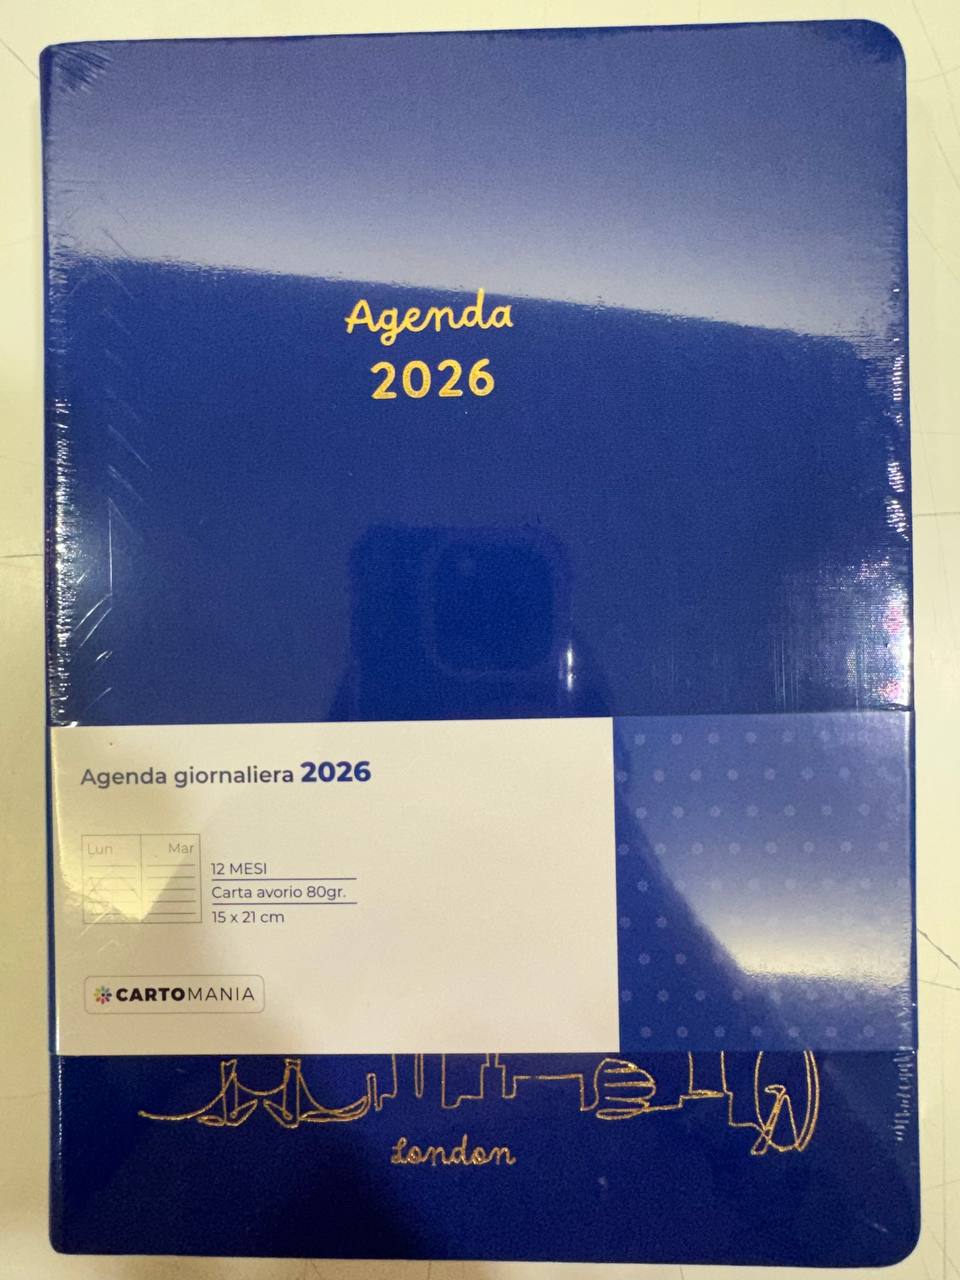 Agenda
2026
Agenda giornaliera 2026
Lun Mar
12 MESI
Carta avorio 80gr.
15 x 21 cm
CARTOMANIA
London